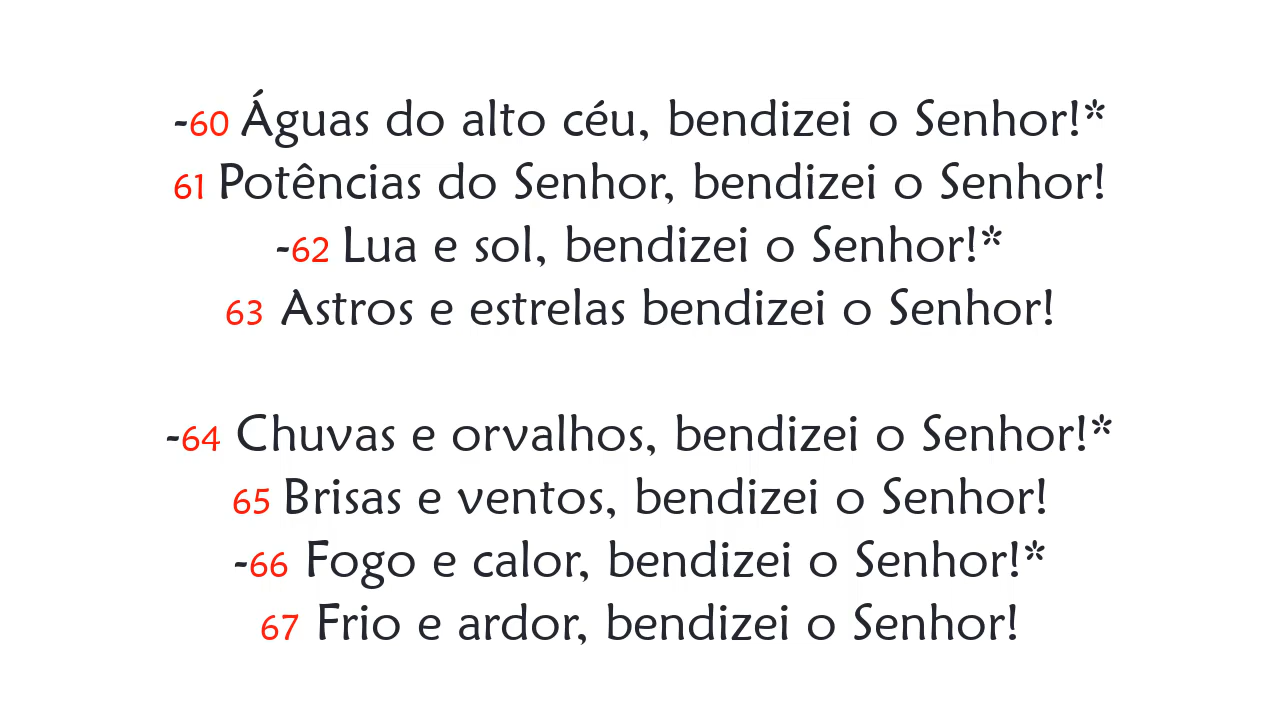 -60 Águas do alto céu, bendizei o Senhor!*
61 Potências do Senhor, bendizei o Senhor!
-62 Lua e sol, bendizei o Senhor!*
63 Astros e estrelas bendizei o Senhor!
-64 Chuvas e orvalhos, bendizei o Senhor!*
65 Brisas e ventos, bendizei o Senhor!
-66 Fogo e calor, bendizei o Senhor!*
67 Frio e ardor, bendizei o Senhor!